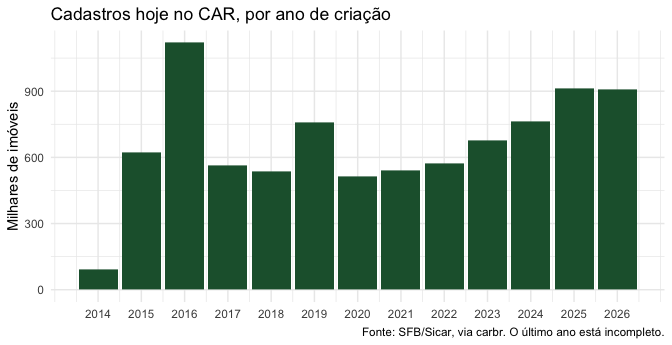 Cadastros hoje no CAR, por ano de criação
Milhares de imóveis
900
600
300
0
2014 2015 2016 2017 2018 2019 2020 2021 2022 2023 2024 2025 2026
Fonte: SFB/Sicar, via carbr. O último ano está incompleto.